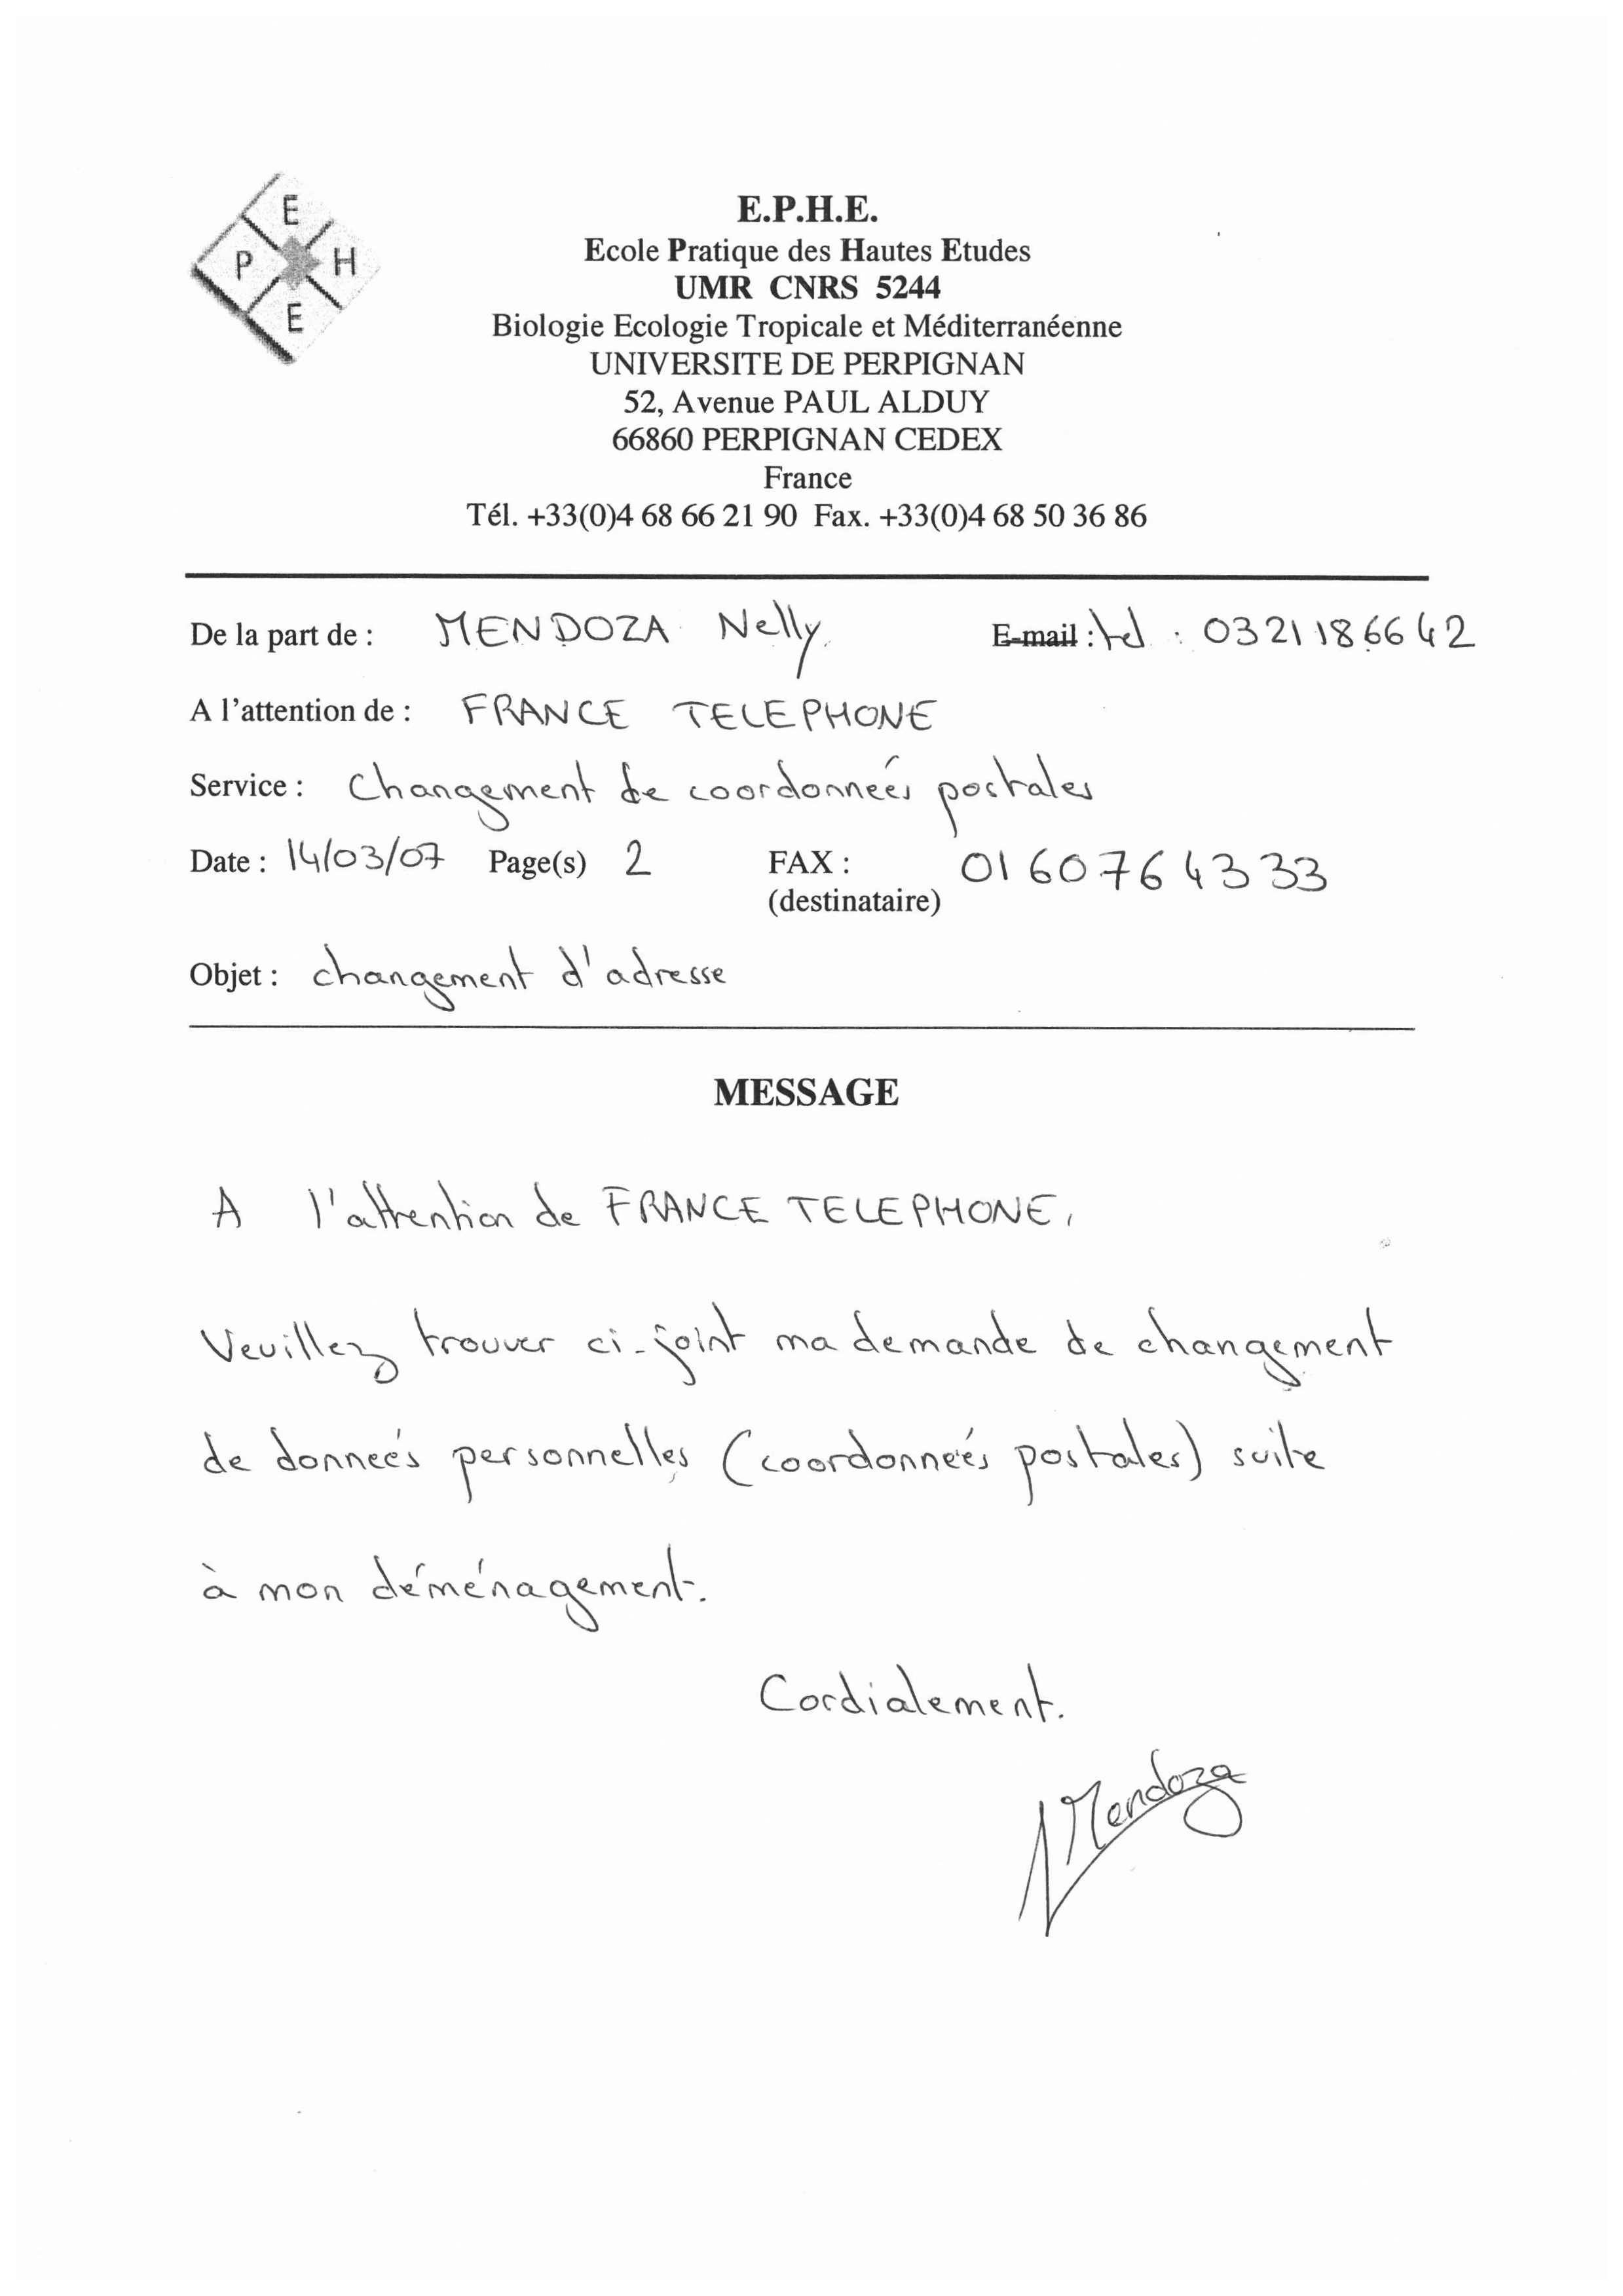 E
P H
E
E.P.H.E.
Ecole Pratique des Hautes Etudes
UMR CNRS 5244
Biologie Ecologie Tropicale et Méditerranéenne
UNIVERSITE DE PERPIGNAN
52, Avenue PAUL ALDUY
66860 PERPIGNAN CEDEX
France
Tél. +33(0)4 68 66 21 90 Fax. +33(0)4 68 50 36 86
De la part de : MENDOZA Nelly E-mail : tel : 0321186642
A l'attention de : FRANCE TELEPHONE
Service : Changement de coordonnées postales
Date : 14/03/07 Page(s) 2 FAX : 0160764333
(destinataire)
Objet : changement d'adresse
MESSAGE
A l'attention de FRANCE TELEPHONE,
Veuillez trouver ci-joint ma demande de changement
de données personnelles (coordonnées postales) suite
à mon déménagement.
Cordialement.
NMendoza